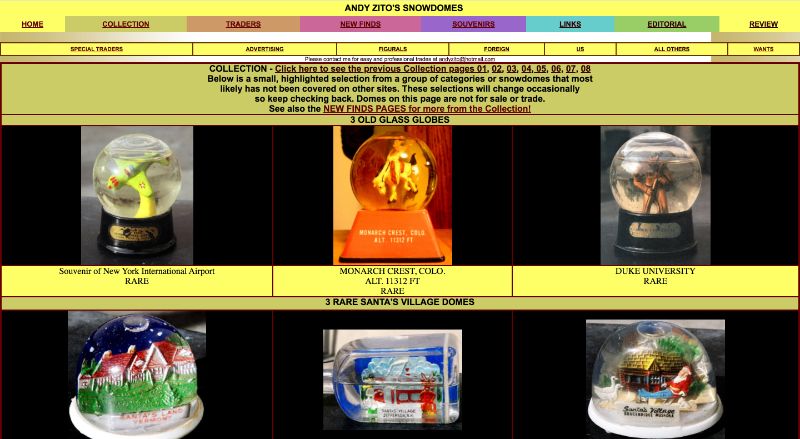 ANDY ZITO'S SNOWDOMES
HOME COLLECTION TRADERS NEW FINDS SOUVENIRS LINKS EDITORIAL REVIEW
SPECIAL TRADERS ADVERTISING FIGURALS FOREIGN US ALL OTHERS WANTS
Please contact me for easy and professional trades at andyzito@hotmail.com
COLLECTION - Click here to see the previous Collection pages 01, 02, 03, 04, 05, 06, 07, 08
Below is a small, highlighted selection from a group of categories of snowdomes that most
likely has not been covered on other sites. These selections will change occasionally
so keep checking back. Domes on this page are not for sale or trade.
See also the NEW FINDS PAGES for more from the Collection!
3 OLD GLASS GLOBES
MONARCH CREST, COLO.
ALT. 11312 FT
Souvenir of New York International Airport
RARE
MONARCH CREST, COLO.
ALT. 11312 FT
RARE
DUKE UNIVERSITY
RARE
3 RARE SANTA'S VILLAGE DOMES
SANTA'S LAND
VERMONT
SANTA'S VILLAGE
JEFFERSON, N.H.
Santa's Village